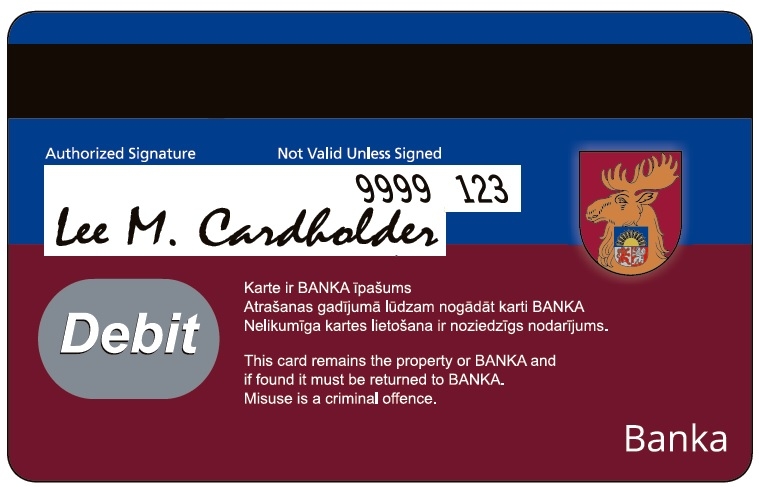 Authorized Signature Not Valid Unless Signed
9999 123
Lee M. Cardholder
Debit
Karte ir BANKA īpašums
Atrašanas gadījumā lūdzam nogādāt karti BANKA
Nelikumīga kartes lietošana ir noziedzīgs nodarījums.
This card remains the property or BANKA and
if found it must be returned to BANKA.
Misuse is a criminal offence.
Banka